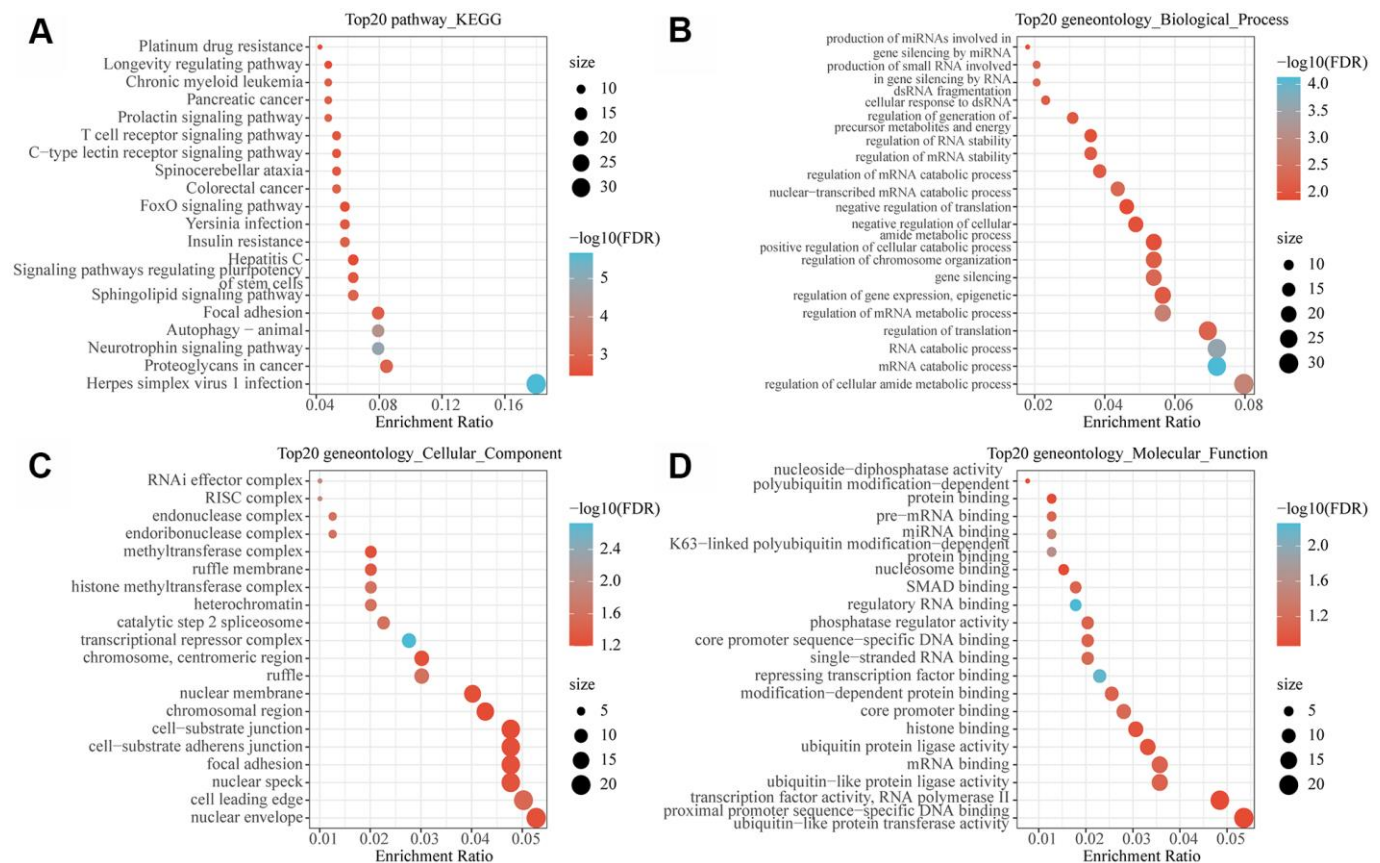 A
Top20 pathway_KEGG
Platinum drug resistance
Longevity regulating pathway
Chronic myeloid leukemia
Pancreatic cancer
Prolactin signaling pathway
T cell receptor signaling pathway
C−type lectin receptor signaling pathway
Spinocerebellar ataxia
Colorectal cancer
FoxO signaling pathway
Yersinia infection
Insulin resistance
Hepatitis C
Signaling pathways regulating pluripotency
of stem cells
Sphingolipid signaling pathway
Focal adhesion
Autophagy − animal
Neurotrophin signaling pathway
Proteoglycans in cancer
Herpes simplex virus 1 infection
0.04 0.08 0.12 0.16
Enrichment Ratio
size
10
15
20
25
30
−log10(FDR)
5
4
3
B
Top20 geneontology_Biological_Process
production of miRNAs involved in
gene silencing by miRNA
production of small RNA involved
in gene silencing by RNA
dsRNA fragmentation
cellular response to dsRNA
regulation of generation of
precursor metabolites and energy
regulation of RNA stability
regulation of mRNA stability
regulation of mRNA catabolic process
nuclear−transcribed mRNA catabolic process
negative regulation of translation
negative regulation of cellular
amide metabolic process
positive regulation of cellular catabolic process
regulation of chromosome organization
gene silencing
regulation of gene expression, epigenetic
regulation of mRNA metabolic process
regulation of translation
RNA catabolic process
mRNA catabolic process
regulation of cellular amide metabolic process
0.02 0.04 0.06 0.08
Enrichment Ratio
−log10(FDR)
4.0
3.5
3.0
2.5
2.0
size
10
15
20
25
30
C
Top20 geneontology_Cellular_Component
RNAi effector complex
RISC complex
endonuclease complex
endoribonuclease complex
methyltransferase complex
ruffle membrane
histone methyltransferase complex
heterochromatin
catalytic step 2 spliceosome
transcriptional repressor complex
chromosome, centromeric region
ruffle
nuclear membrane
chromosomal region
cell−substrate junction
cell−substrate adherens junction
focal adhesion
nuclear speck
cell leading edge
nuclear envelope
0.01 0.02 0.03 0.04 0.05
Enrichment Ratio
−log10(FDR)
2.4
2.0
1.6
1.2
size
5
10
15
20
D
Top20 geneontology_Molecular_Function
nucleoside−diphosphatase activity
polyubiquitin modification−dependent
protein binding
pre−mRNA binding
miRNA binding
K63−linked polyubiquitin modification−dependent
protein binding
nucleosome binding
SMAD binding
regulatory RNA binding
phosphatase regulator activity
core promoter sequence−specific DNA binding
single−stranded RNA binding
repressing transcription factor binding
modification−dependent protein binding
core promoter binding
histone binding
ubiquitin protein ligase activity
mRNA binding
ubiquitin−like protein ligase activity
transcription factor activity, RNA polymerase II
proximal promoter sequence−specific DNA binding
ubiquitin−like protein transferase activity
0.01 0.02 0.03 0.04 0.05
Enrichment Ratio
−log10(FDR)
2.0
1.6
1.2
size
5
10
15
20